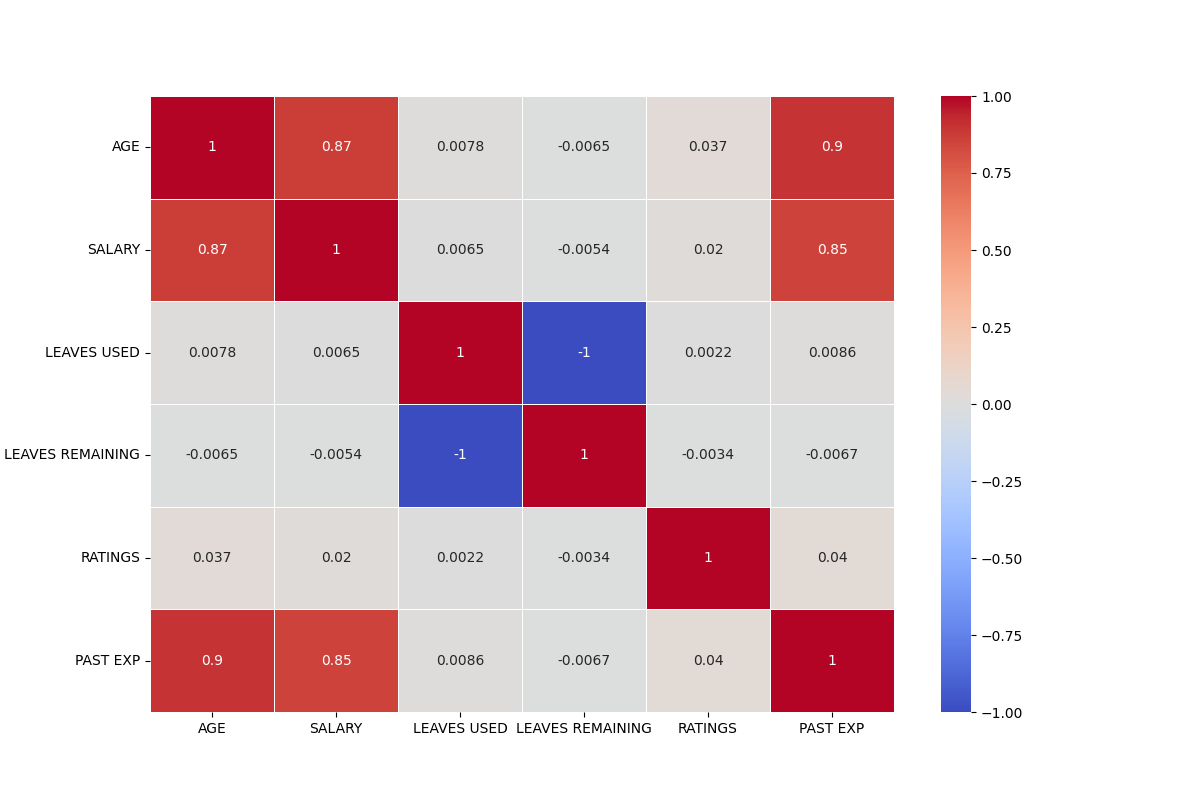 AGE 1 0.87 0.0078 -0.0065 0.037 0.9
SALARY 0.87 1 0.0065 -0.0054 0.02 0.85
LEAVES USED 0.0078 0.0065 1 -1 0.0022 0.0086
LEAVES REMAINING -0.0065 -0.0054 -1 1 -0.0034 -0.0067
RATINGS 0.037 0.02 0.0022 -0.0034 1 0.04
PAST EXP 0.9 0.85 0.0086 -0.0067 0.04 1
AGE SALARY LEAVES USED LEAVES REMAINING RATINGS PAST EXP
1.00
0.75
0.50
0.25
0.00
−0.25
−0.50
−0.75
−1.00